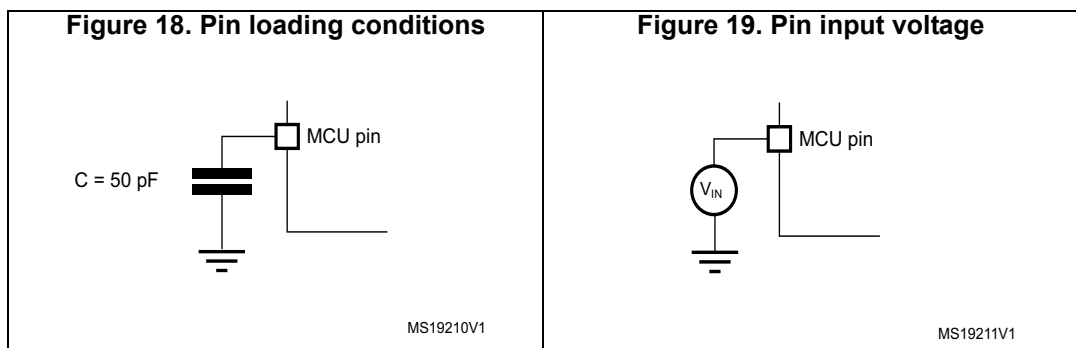 Figure 18. Pin loading conditions
MCU pin
C = 50 pF
MS19210V1
Figure 19. Pin input voltage
MCU pin
VIN
MS19211V1